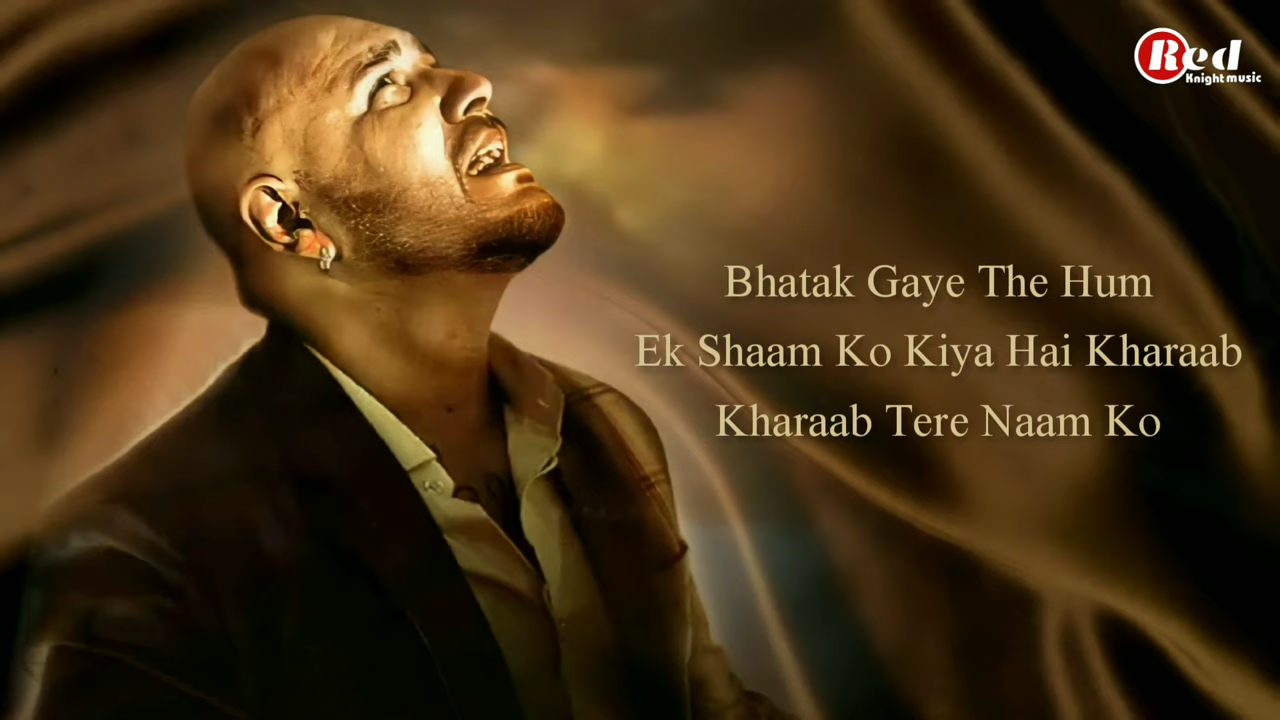 Red
Knight music
Bhatak Gaye The Hum
Ek Shaam Ko Kiya Hai Kharaab
Kharaab Tere Naam Ko